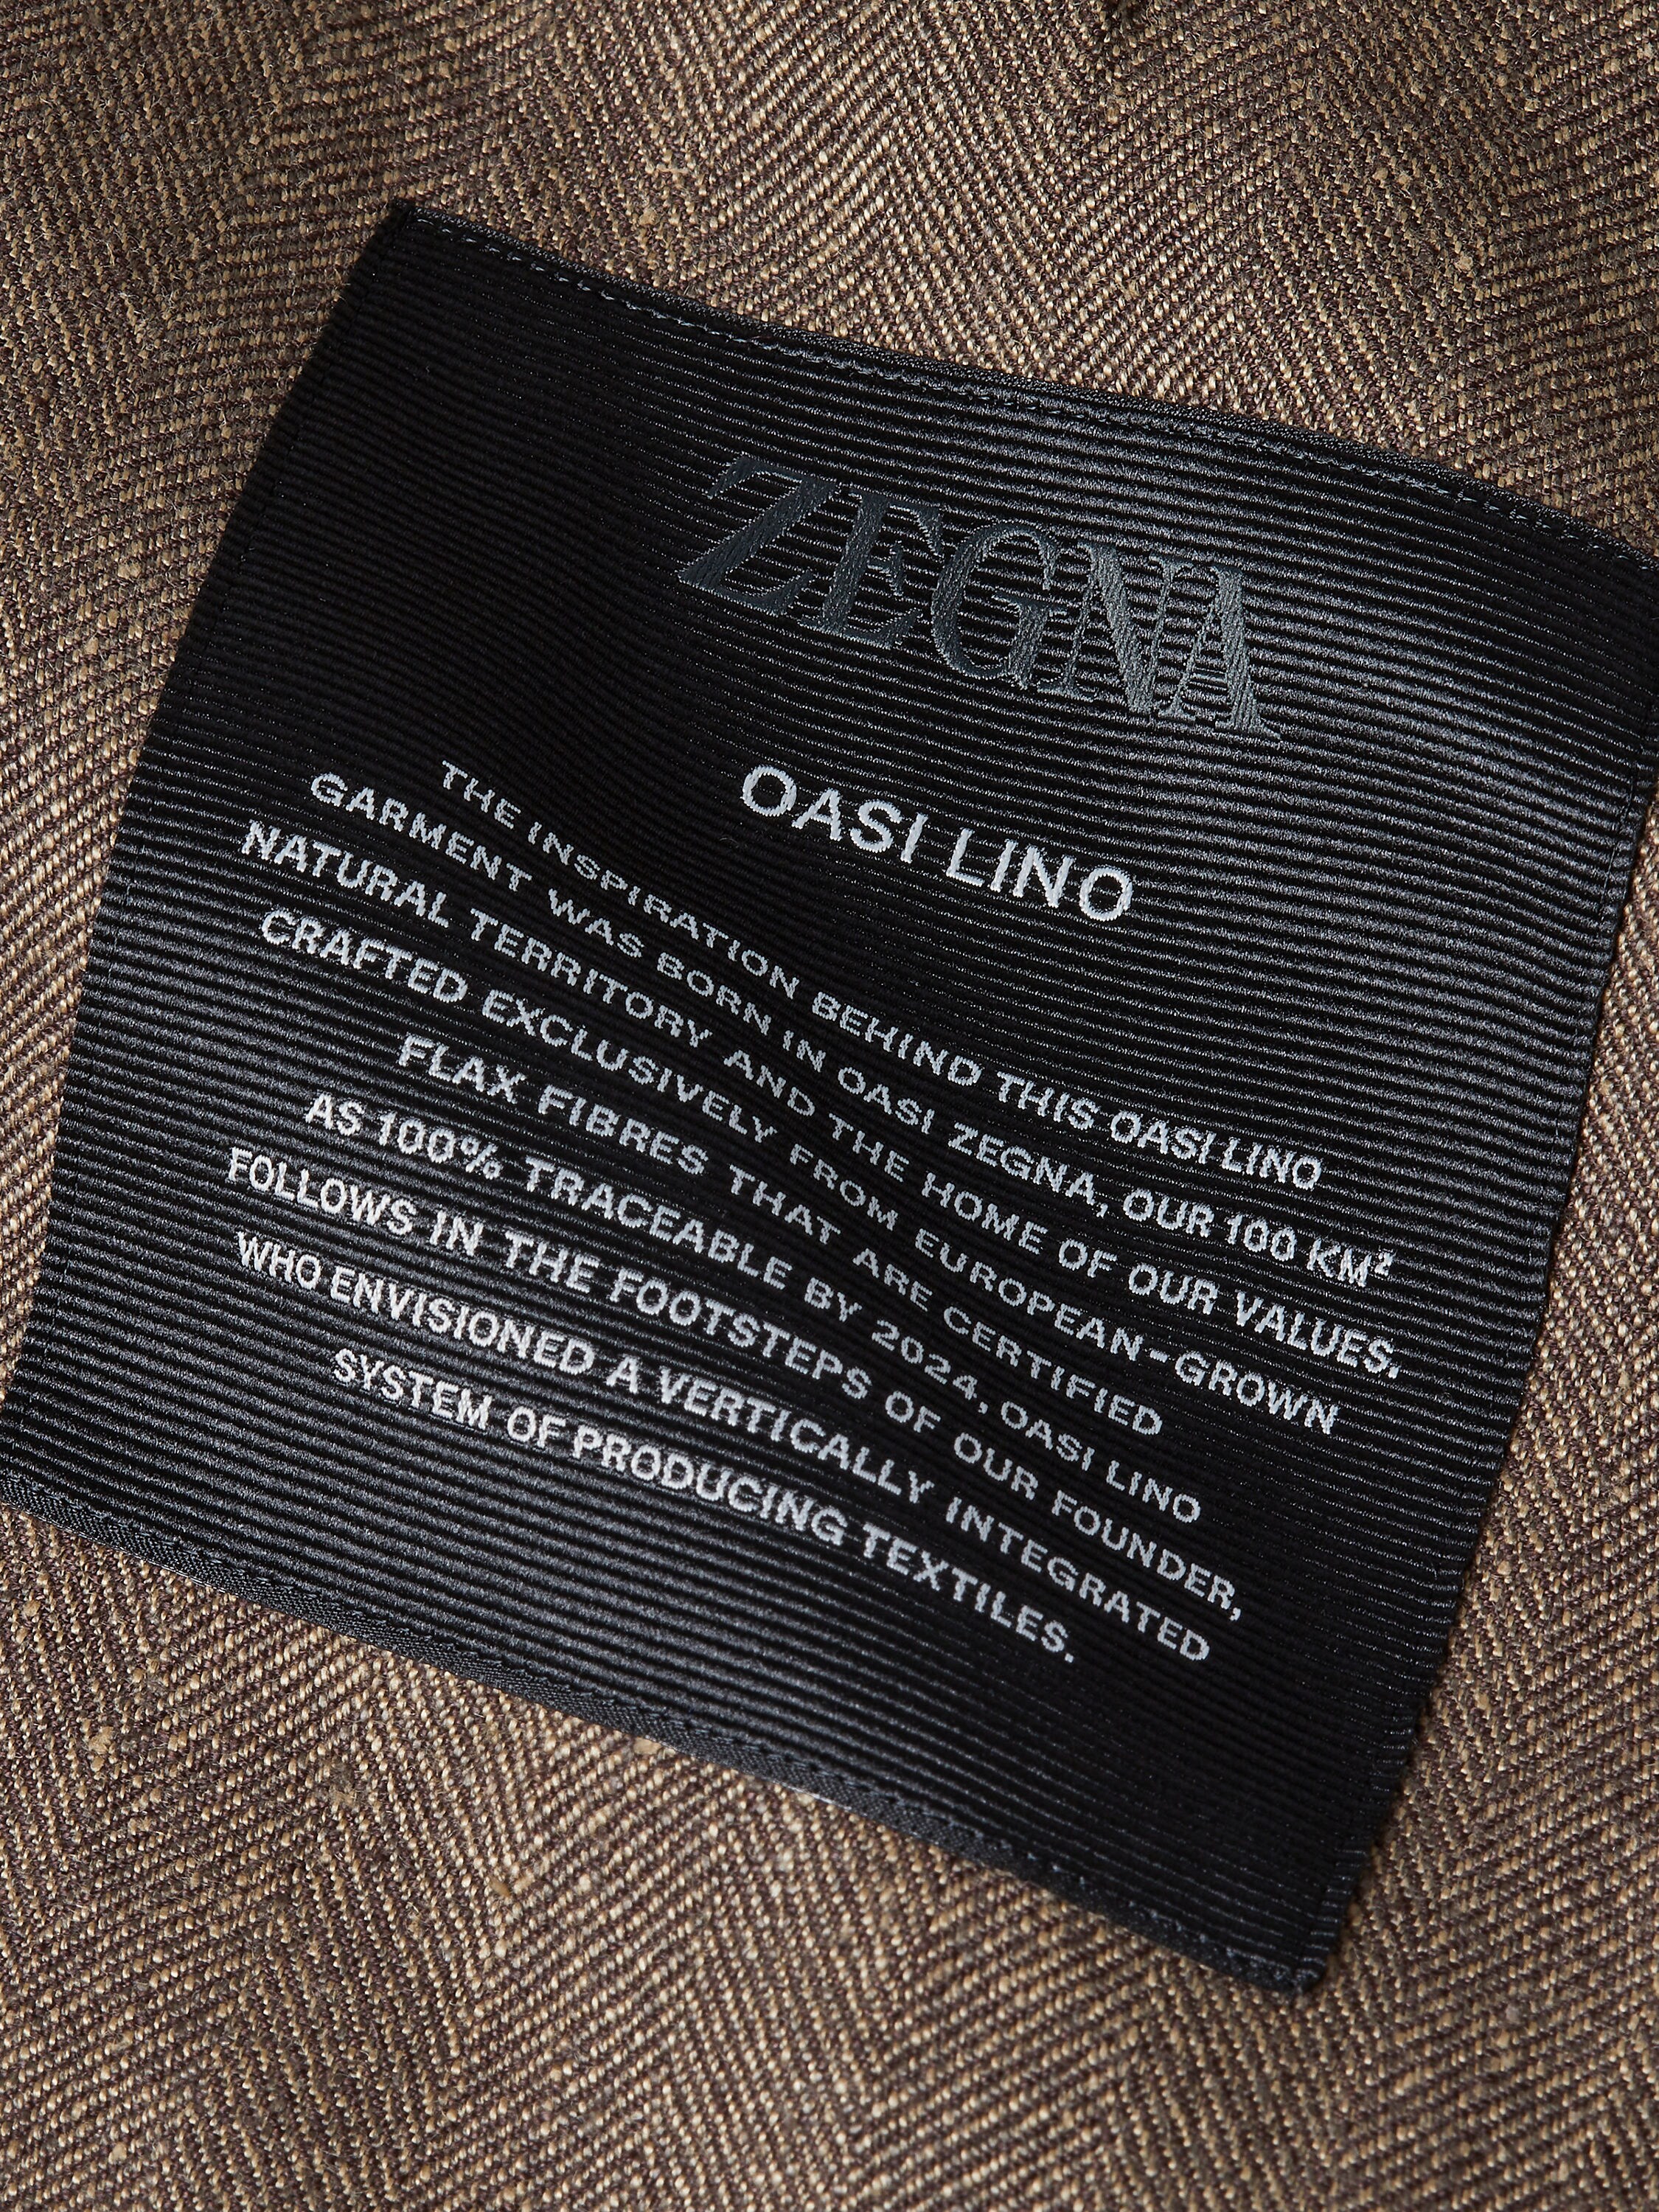 ZEGNA
OASI LINO
THE INSPIRATION BEHIND THIS OASI LINO
GARMENT WAS BORN IN OASI ZEGNA, OUR 100 KM²
NATURAL TERRITORY AND THE HOME OF OUR VALUES.
CRAFTED EXCLUSIVELY FROM EUROPEAN-GROWN
FLAX FIBRES THAT ARE CERTIFIED
AS 100% TRACEABLE BY 2024, OASI LINO
FOLLOWS IN THE FOOTSTEPS OF OUR FOUNDER,
WHO ENVISIONED A VERTICALLY INTEGRATED
SYSTEM OF PRODUCING TEXTILES.